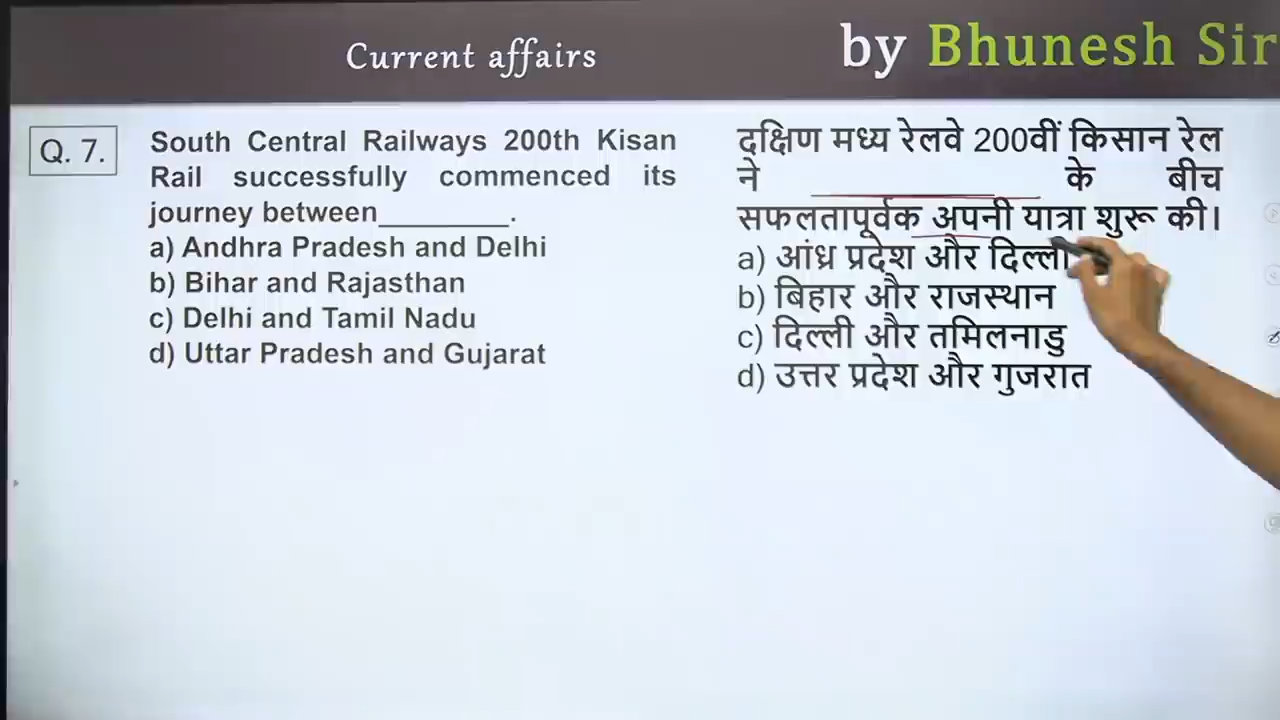 Current affairs
by Bhunesh Sir
Q. 7.
South Central Railways 200th Kisan
Rail successfully commenced its
journey between_________.
a) Andhra Pradesh and Delhi
b) Bihar and Rajasthan
c) Delhi and Tamil Nadu
d) Uttar Pradesh and Gujarat
दक्षिण मध्य रेलवे 200वीं किसान रेल
ने ______________ के बीच
सफलतापूर्वक अपनी यात्रा शुरू की।
a) आंध्र प्रदेश और दिल्ली
b) बिहार और राजस्थान
c) दिल्ली और तमिलनाडु
d) उत्तर प्रदेश और गुजरात